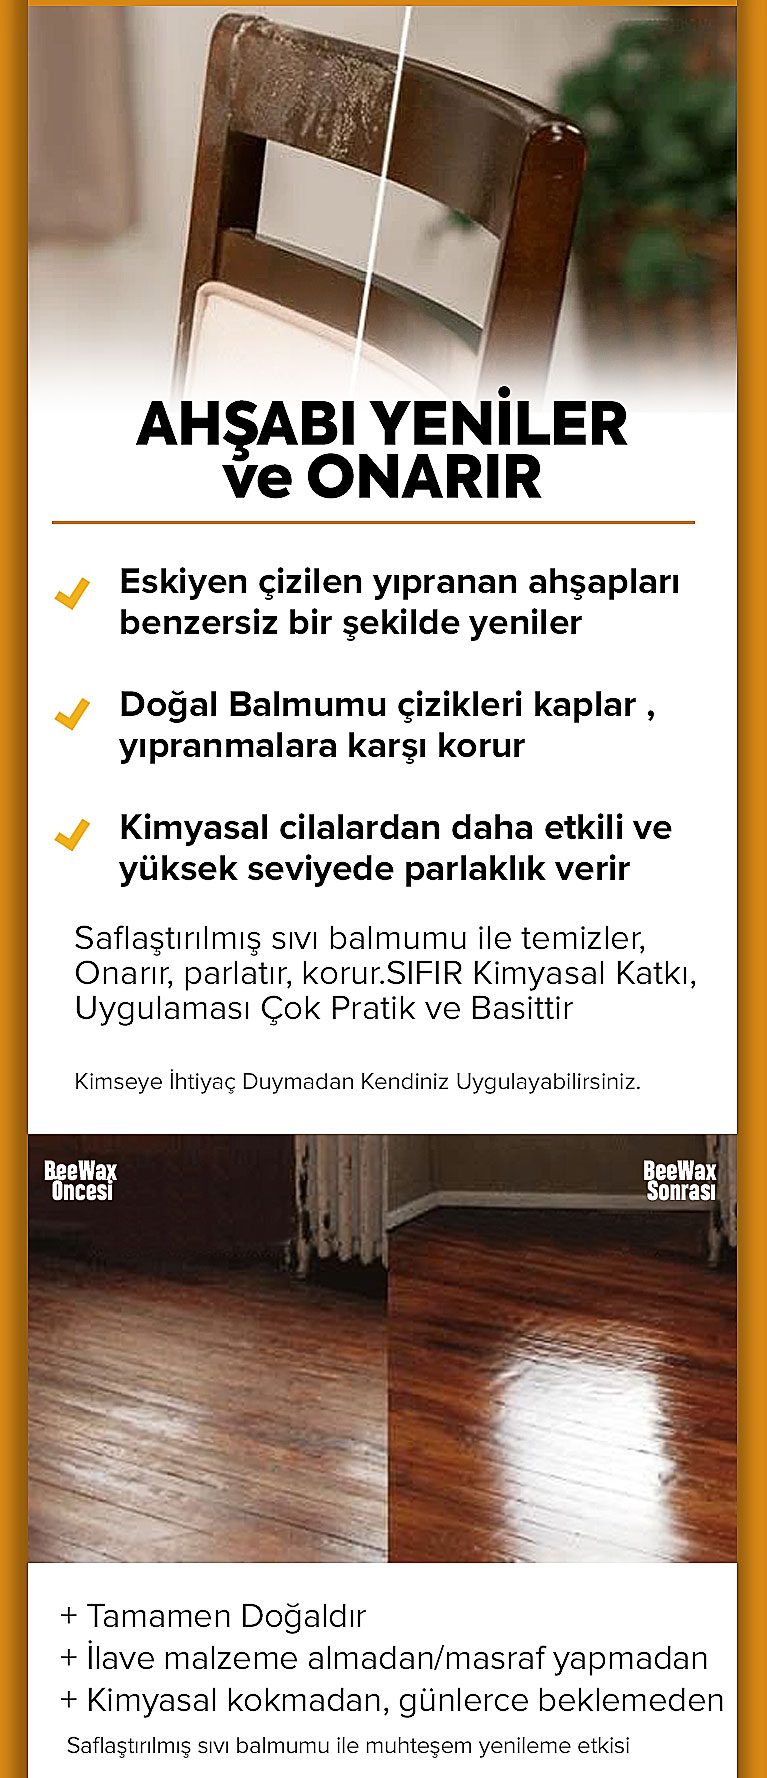 AHŞABI YENİLER
ve ONARIR
Eskiyen çizilen yıpranan ahşapları
benzersiz bir şekilde yeniler
Doğal Balmumu çizikleri kaplar ,
yıpranmalara karşı korur
Kimyasal cilalardan daha etkili ve
yüksek seviyede parlaklık verir
Saflaştırılmış sıvı balmumu ile temizler,
Onarır, parlatır, korur.SIFIR Kimyasal Katkı,
Uygulaması Çok Pratik ve Basittir
Kimseye İhtiyaç Duymadan Kendiniz Uygulayabilirsiniz.
BeeWax
Öncesi
BeeWax
Sonrası
+ Tamamen Doğaldır
+ İlave malzeme almadan/masraf yapmadan
+ Kimyasal kokmadan, günlerce beklemeden
Saflaştırılmış sıvı balmumu ile muhteşem yenileme etkisi